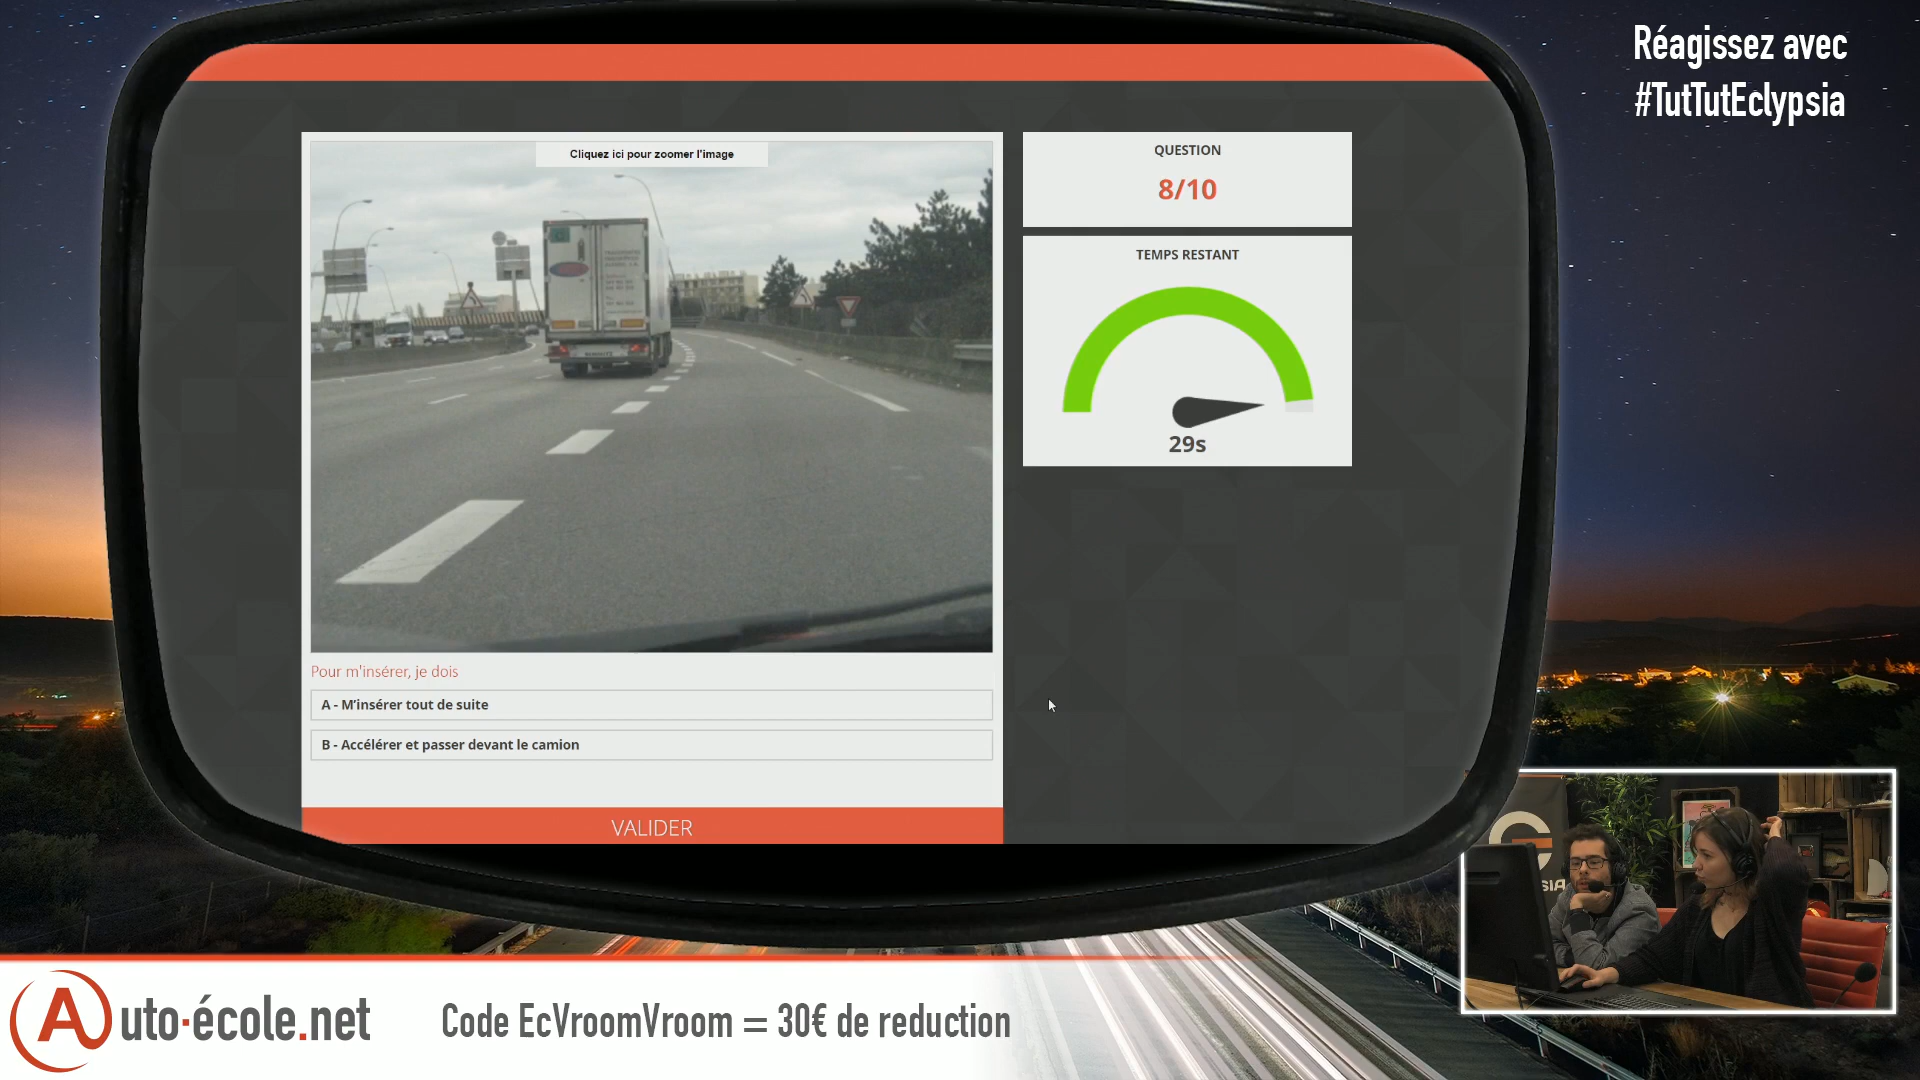 Réagissez avec
#TutTutEclypsia
Cliquez ici pour zoomer l'image
QUESTION
8/10
TEMPS RESTANT
29s
Pour m'insérer, je dois
A - M'insérer tout de suite
B - Accélérer et passer devant le camion
VALIDER
Auto·école.net
Code EcVroomVroom = 30€ de reduction